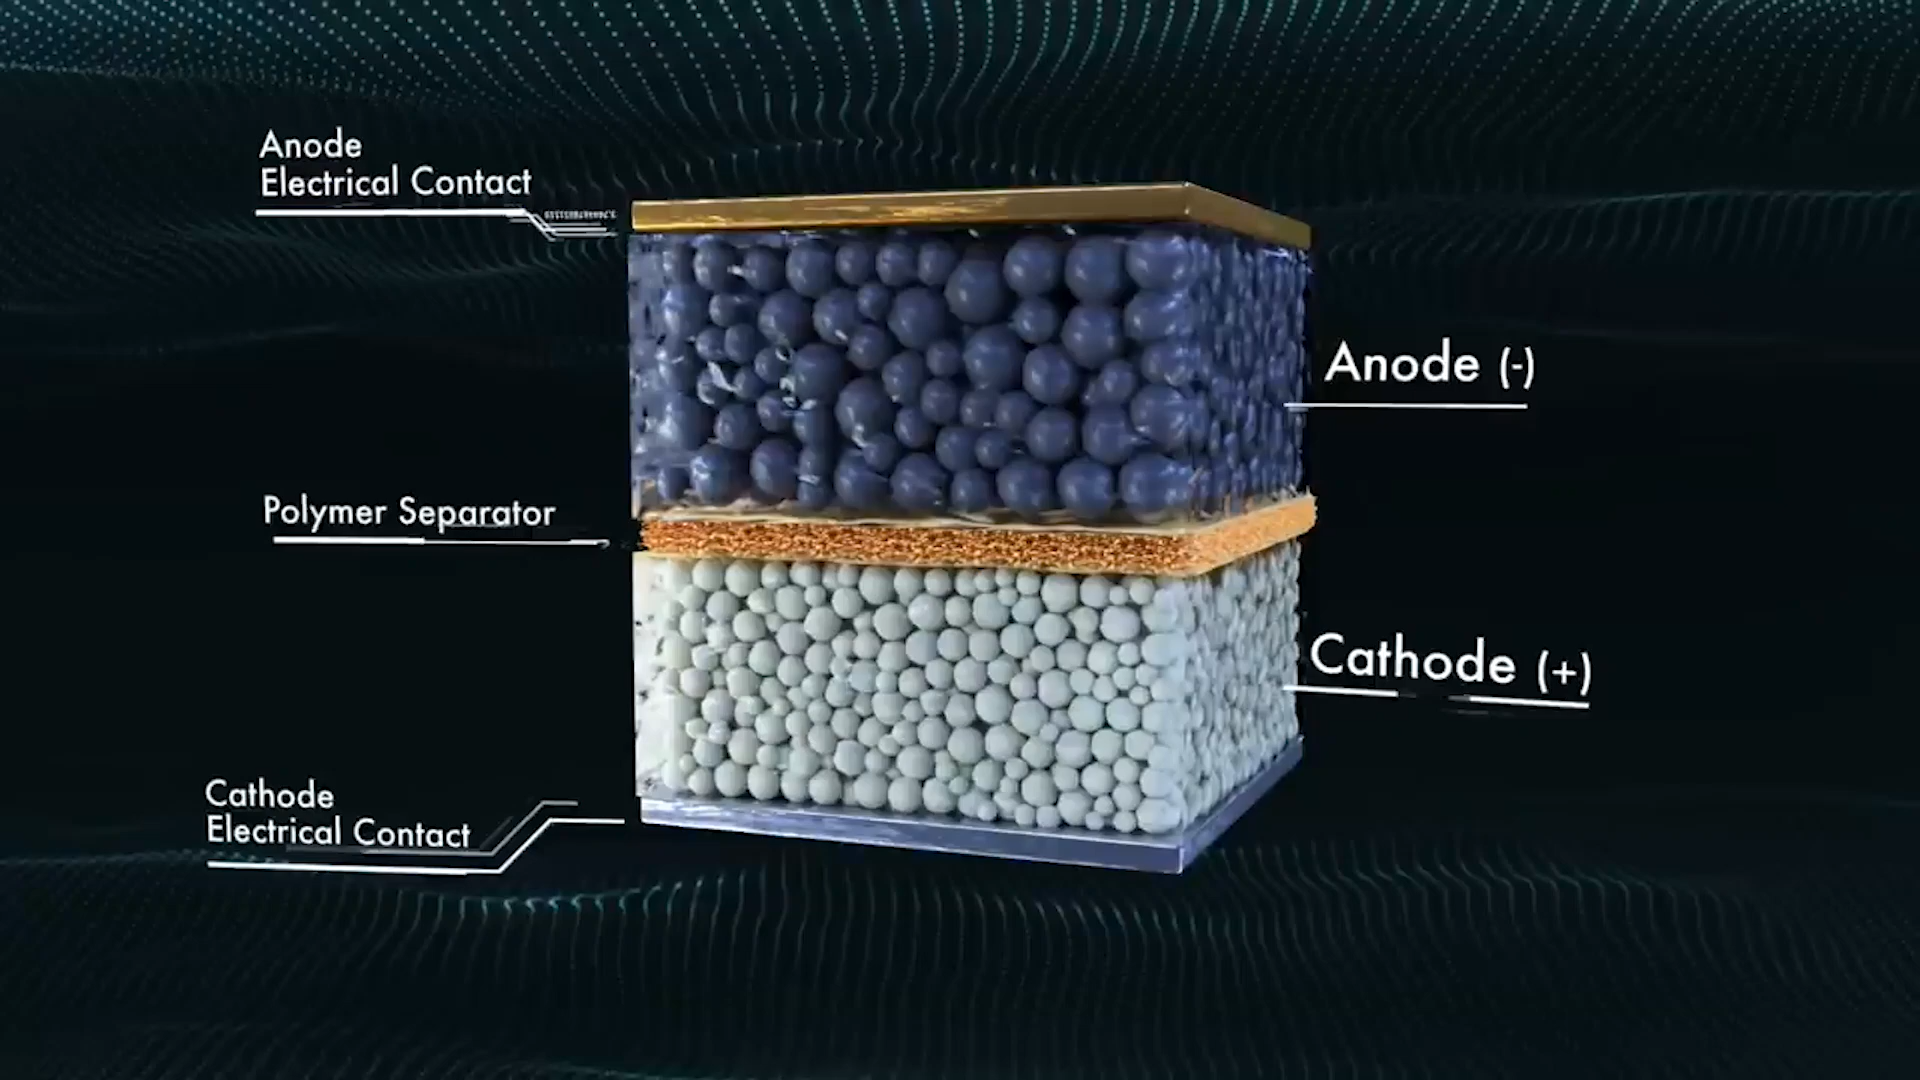 Anode
Electrical Contact
Anode (-)
Polymer Separator
Cathode (+)
Cathode
Electrical Contact